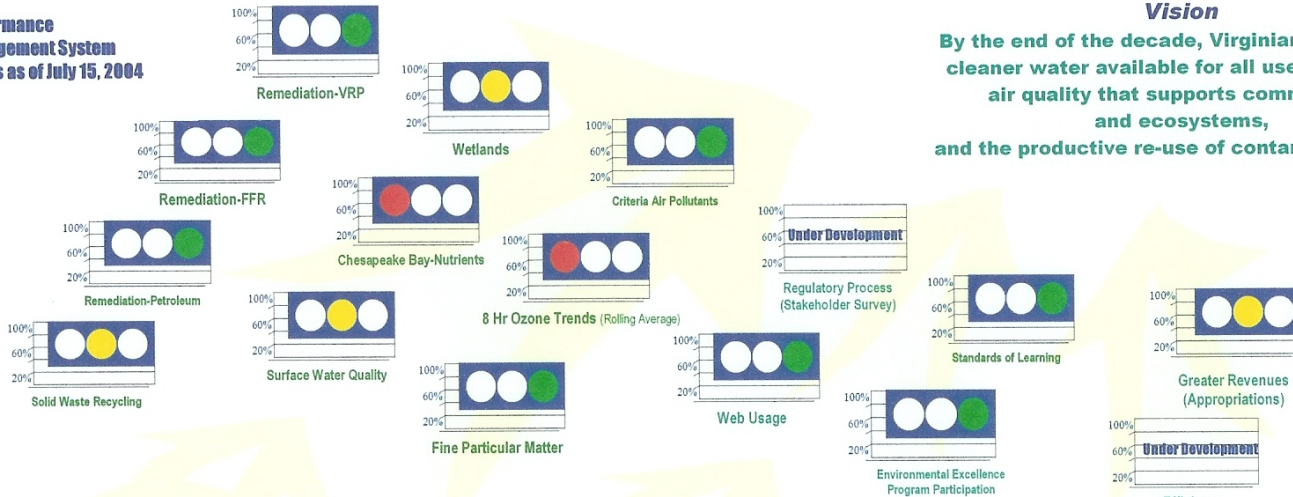 rmance
gement System
s as of July 15, 2004
Vision
By the end of the decade, Virginian
cleaner water available for all use
air quality that supports comm
and ecosystems,
and the productive re-use of contar
100%
60%
20%
Remediation-VRP
100%
60%
20%
Wetlands
100%
60%
20%
Remediation-FFR
100%
60%
20%
Criteria Air Pollutants
100%
60%
20%
Chesapeake Bay-Nutrients
100%
60%
20%
Under Development
Regulatory Process
(Stakeholder Survey)
100%
60%
20%
Remediation-Petroleum
100%
60%
20%
8 Hr Ozone Trends (Rolling Average)
100%
60%
20%
Standards of Learning
100%
60%
20%
Greater Revenues
(Appropriations)
100%
60%
20%
Surface Water Quality
100%
60%
20%
Solid Waste Recycling
100%
60%
20%
Web Usage
100%
60%
20%
Fine Particular Matter
100%
60%
20%
Environmental Excellence
Program Participation
100%
60%
20%
Under Development